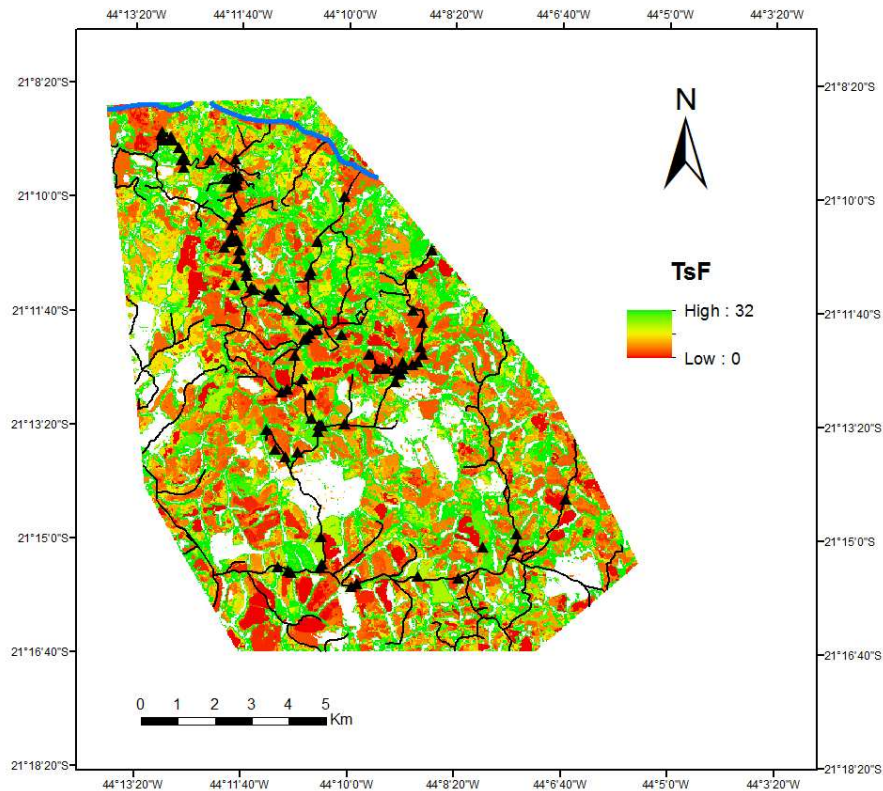 44°13'20"W 44°11'40"W 44°10'0"W 44°8'20"W 44°6'40"W 44°5'0"W 44°3'20"W
21°8'20"S 21°8'20"S
N
21°10'0"S 21°10'0"S
TsF
High : 32
21°11'40"S 21°11'40"S
Low : 0
21°13'20"S 21°13'20"S
21°15'0"S 21°15'0"S
21°16'40"S 21°16'40"S
0 1 2 3 4 5
Km
21°18'20"S 21°18'20"S
44°13'20"W 44°11'40"W 44°10'0"W 44°8'20"W 44°6'40"W 44°5'0"W 44°3'20"W